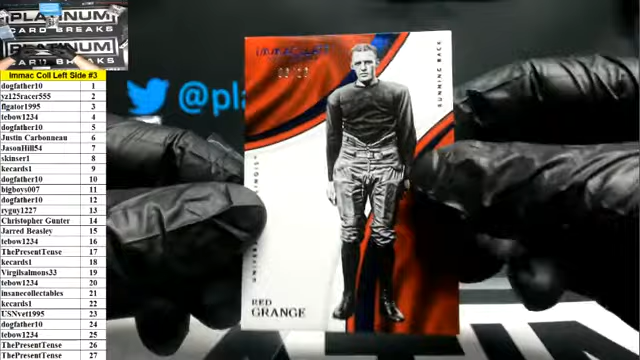 PLATINUM
CARD BREAKS
PLATINUM
CARD BREAKS
Immac Coll Left Side #3
dogfather10 1
yz125racer555 2
flgator1995 3
tebow1234 4
dogfather10 5
Justin Carbonneau 6
JasonHill54 7
skinser1 8
kecards1 9
dogfather10 10
bigboys007 11
dogfather10 12
ryguy1227 13
Christopher Gunter 14
Jarred Beasley 15
tebow1234 16
ThePresentTense 17
kecards1 18
Virgilsalmons33 19
tebow1234 20
insanecollectables 21
kecards1 22
USNvet1995 23
dogfather10 24
tebow1234 25
ThePresentTense 26
ThePresentTense 27
@pla
IMMACULATE
RUNNING BACK
RED
GRANGE